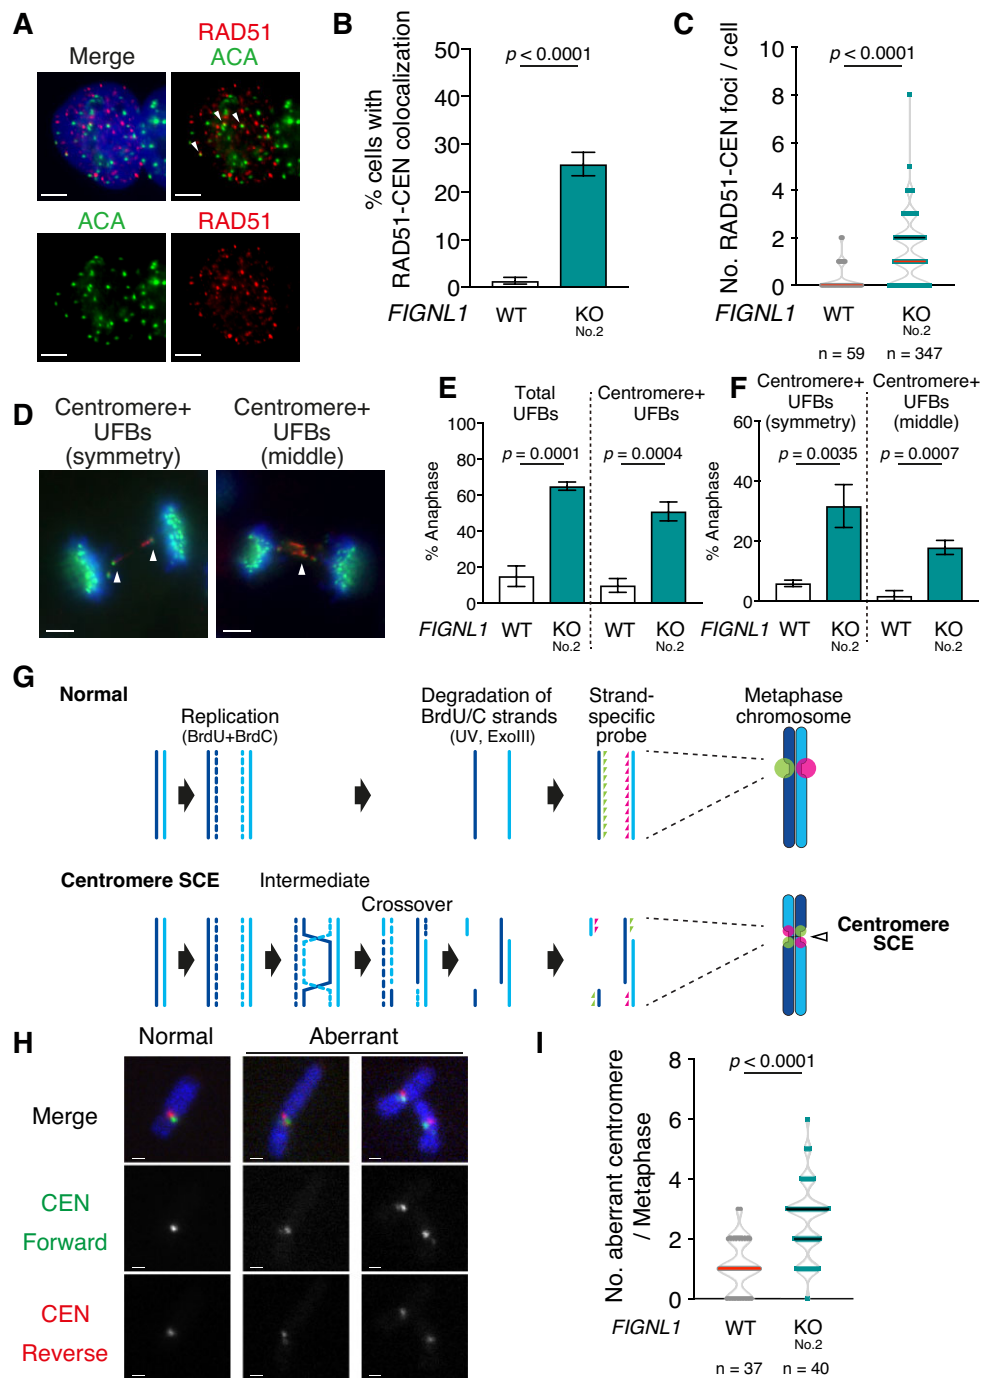 A
Merge
RAD51
ACA
ACA
RAD51
B
% cells with
RAD51-CEN colocalization
50
40
30
20
10
0
p < 0.0001
FIGNL1
WT
KO
No.2
C
No. RAD51-CEN foci / cell
10
8
6
4
2
0
p < 0.0001
FIGNL1
WT
KO
No.2
n = 59
n = 347
D
Centromere+
UFBs
(symmetry)
Centromere+
UFBs
(middle)
E
Total
UFBs
Centromere+
UFBs
% Anaphase
100
80
60
40
20
0
p = 0.0001
p = 0.0004
FIGNL1
WT
KO
No.2
WT
KO
No.2
F
Centromere+
UFBs
(symmetry)
Centromere+
UFBs
(middle)
% Anaphase
60
40
20
0
p = 0.0035
p = 0.0007
FIGNL1
WT
KO
No.2
WT
KO
No.2
G
Normal
Replication
(BrdU+BrdC)
Degradation of
BrdU/C strands
(UV, ExoIII)
Strand-
specific
probe
Metaphase
chromosome
Centromere SCE
Intermediate
Crossover
Centromere
SCE
H
Normal
Aberrant
Merge
CEN
Forward
CEN
Reverse
I
No. aberrant centromere
/ Metaphase
8
6
4
2
0
p < 0.0001
FIGNL1
WT
KO
No.2
n = 37
n = 40